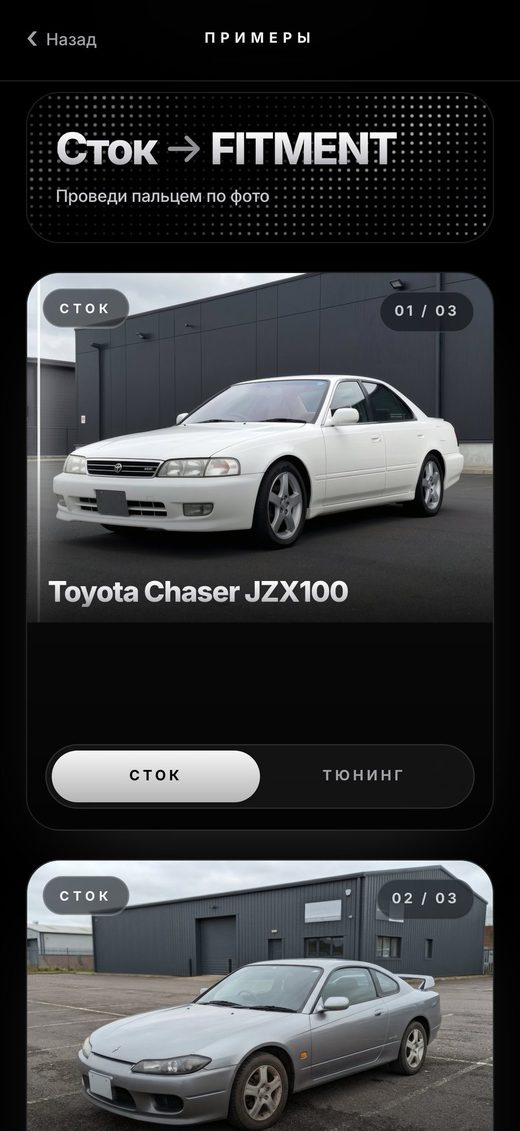 Назад
ПРИМЕРЫ
Сток → FITMENT
Проведи пальцем по фото
СТОК
01 / 03
Toyota Chaser JZX100
СТОК
ТЮНИНГ
СТОК
02 / 03